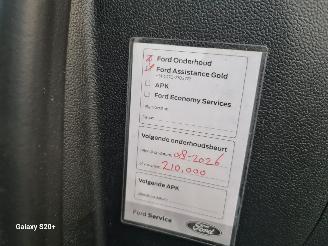 Ford Onderhoud
Ford Assistance Gold
APK
Ford Economy Services
Volgende onderhoudsbeurt
08-2026
210,000
Volgende APK
Ford Service
Ford
Galaxy S20+